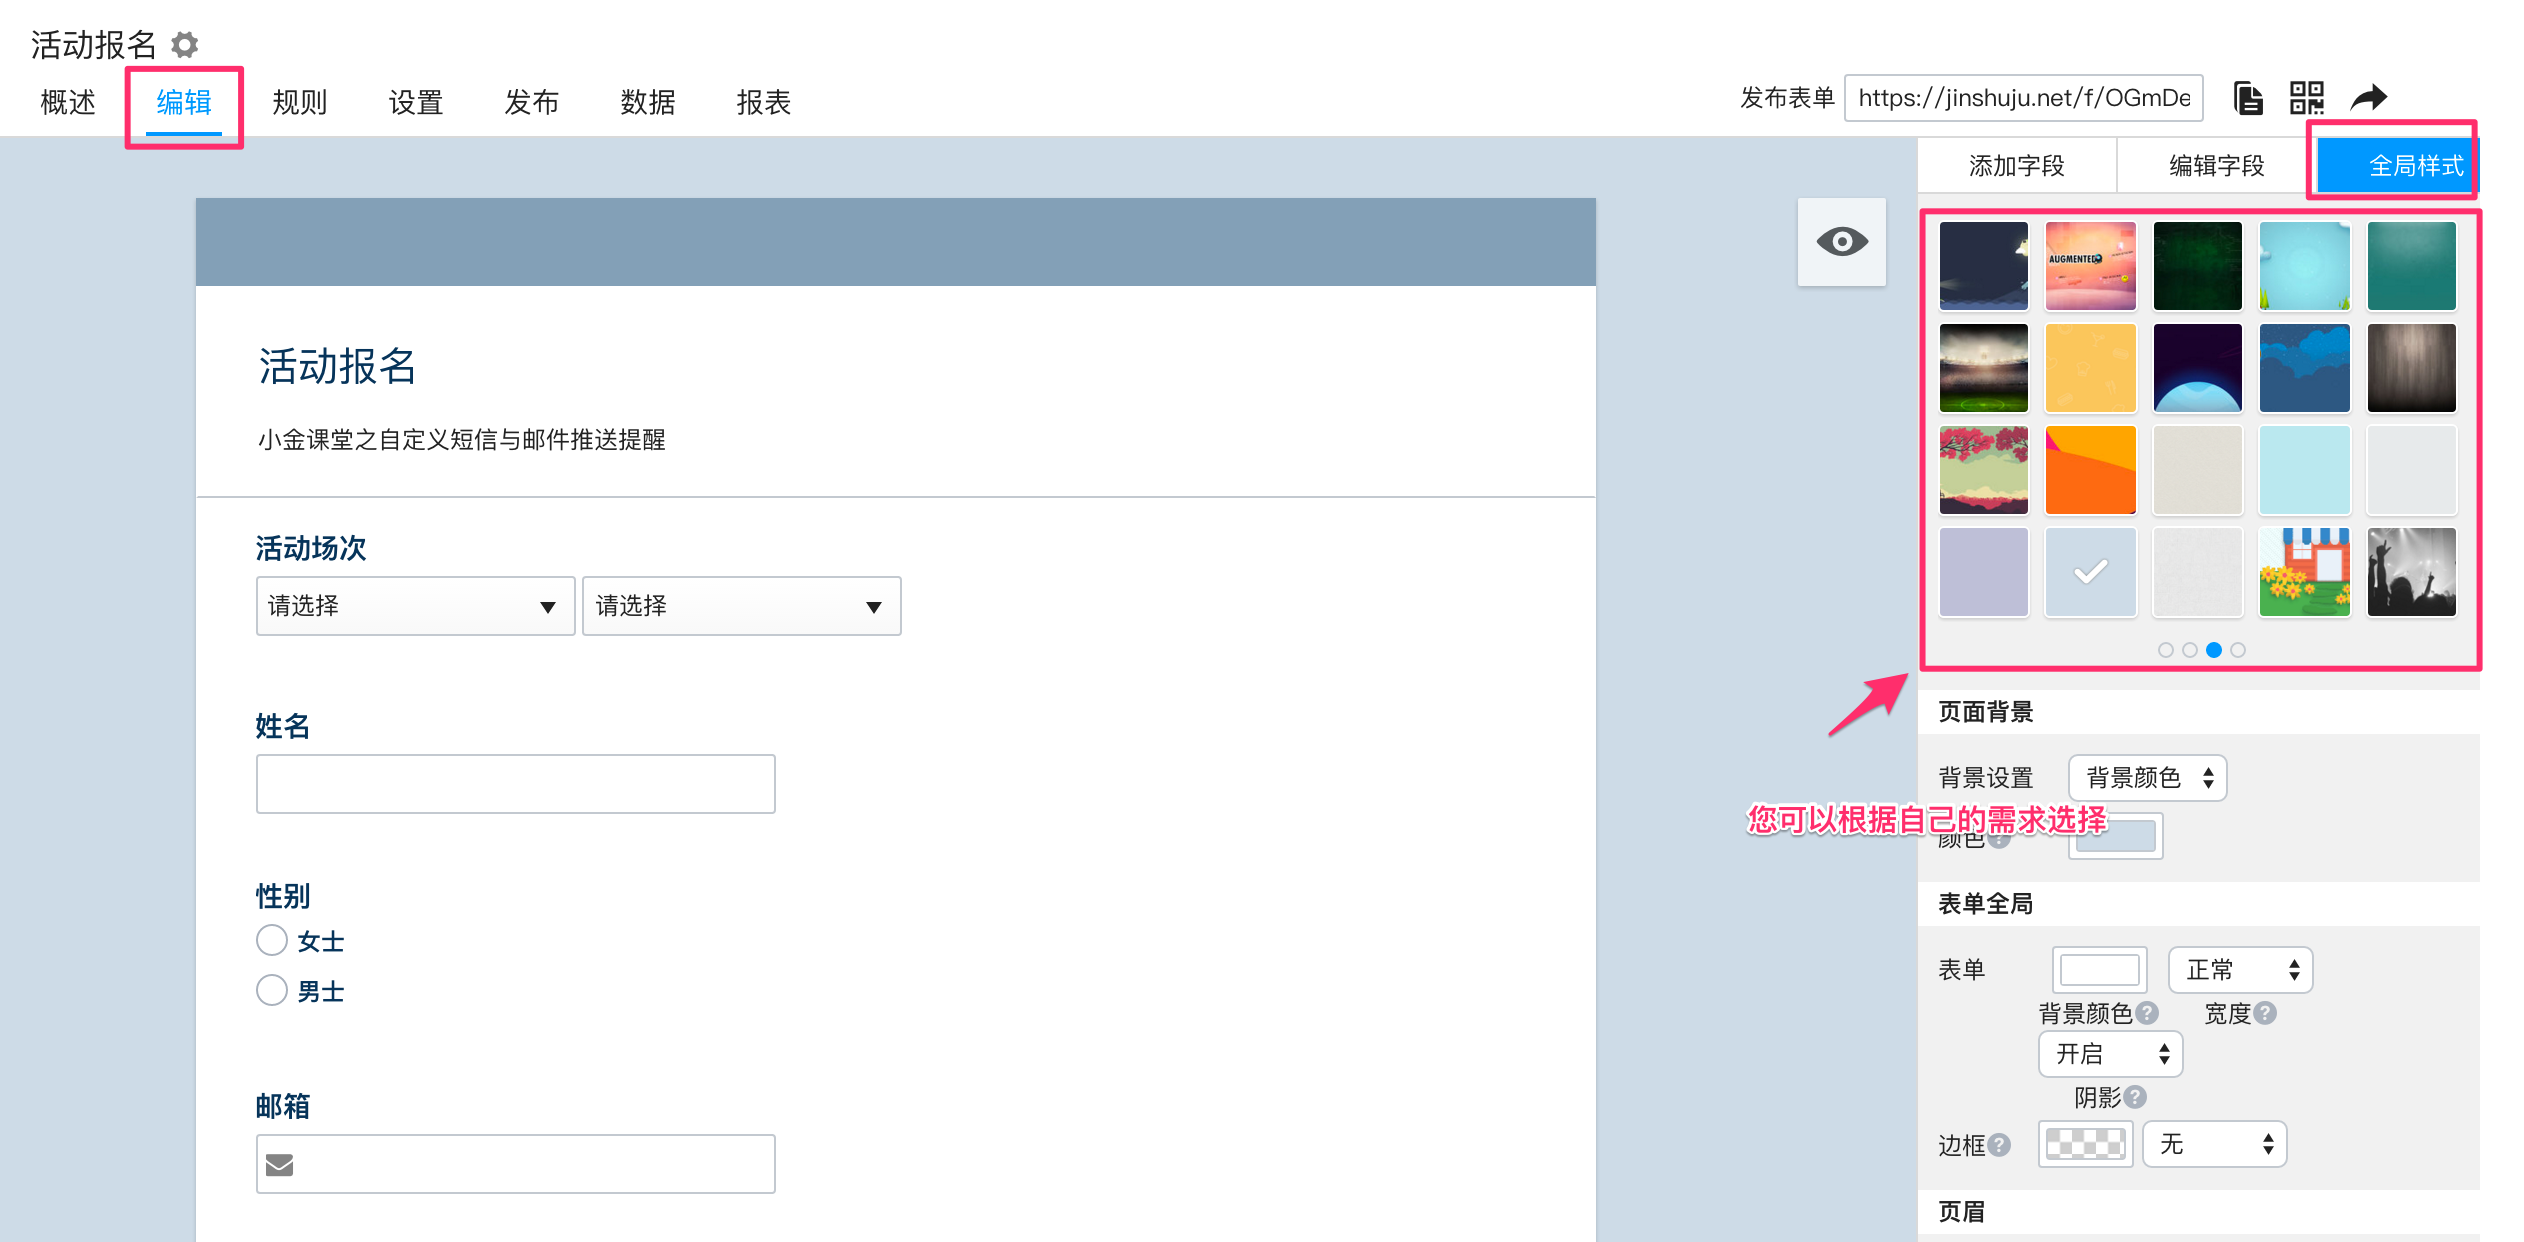 活动报名
概述 编辑 规则 设置 发布 数据 报表
发布表单 https://jinshuju.net/f/OGmDe
添加字段 编辑字段 全局样式
AUGMENTED
活动报名
小金课堂之自定义短信与邮件推送提醒
活动场次
请选择 请选择
姓名
性别
女士
男士
邮箱
页面背景
背景设置 背景颜色
您可以根据自己的需求选择
颜色 ?
表单全局
表单 正常
背景颜色 ? 宽度 ?
开启
阴影 ?
边框 ? 无
页眉